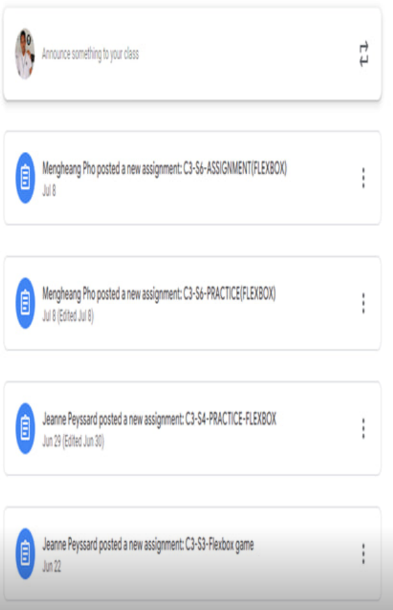 Announce something to your class
Mengheang Pho posted a new assignment: C3-S6-ASSIGNMENT(FLEXBOX)
Jul 8
Mengheang Pho posted a new assignment: C3-S6-PRACTICE(FLEXBOX)
Jul 8 (Edited Jul 8)
Jeanne Peyssard posted a new assignment: C3-S4-PRACTICE-FLEXBOX
Jun 29 (Edited Jun 30)
Jeanne Peyssard posted a new assignment: C3-S3-Flexbox game
Jun 22